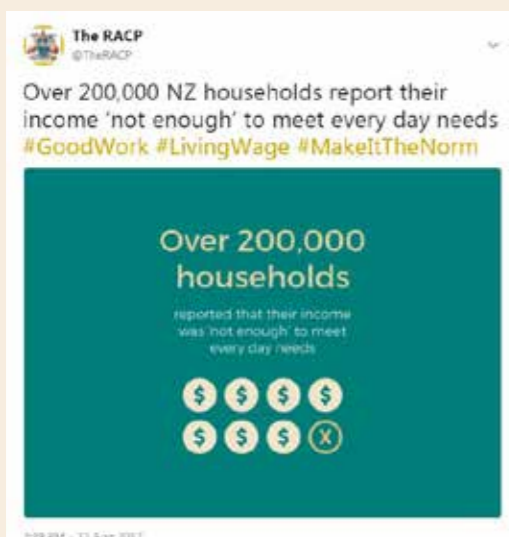 The RACP
@TheRACP
Over 200,000 NZ households report their
income 'not enough' to meet every day needs
#GoodWork #LivingWage #MakeItTheNorm
Over 200,000
households
reported that their income
was 'not enough' to meet
every day needs
$ $ $ $
$ $ $ X